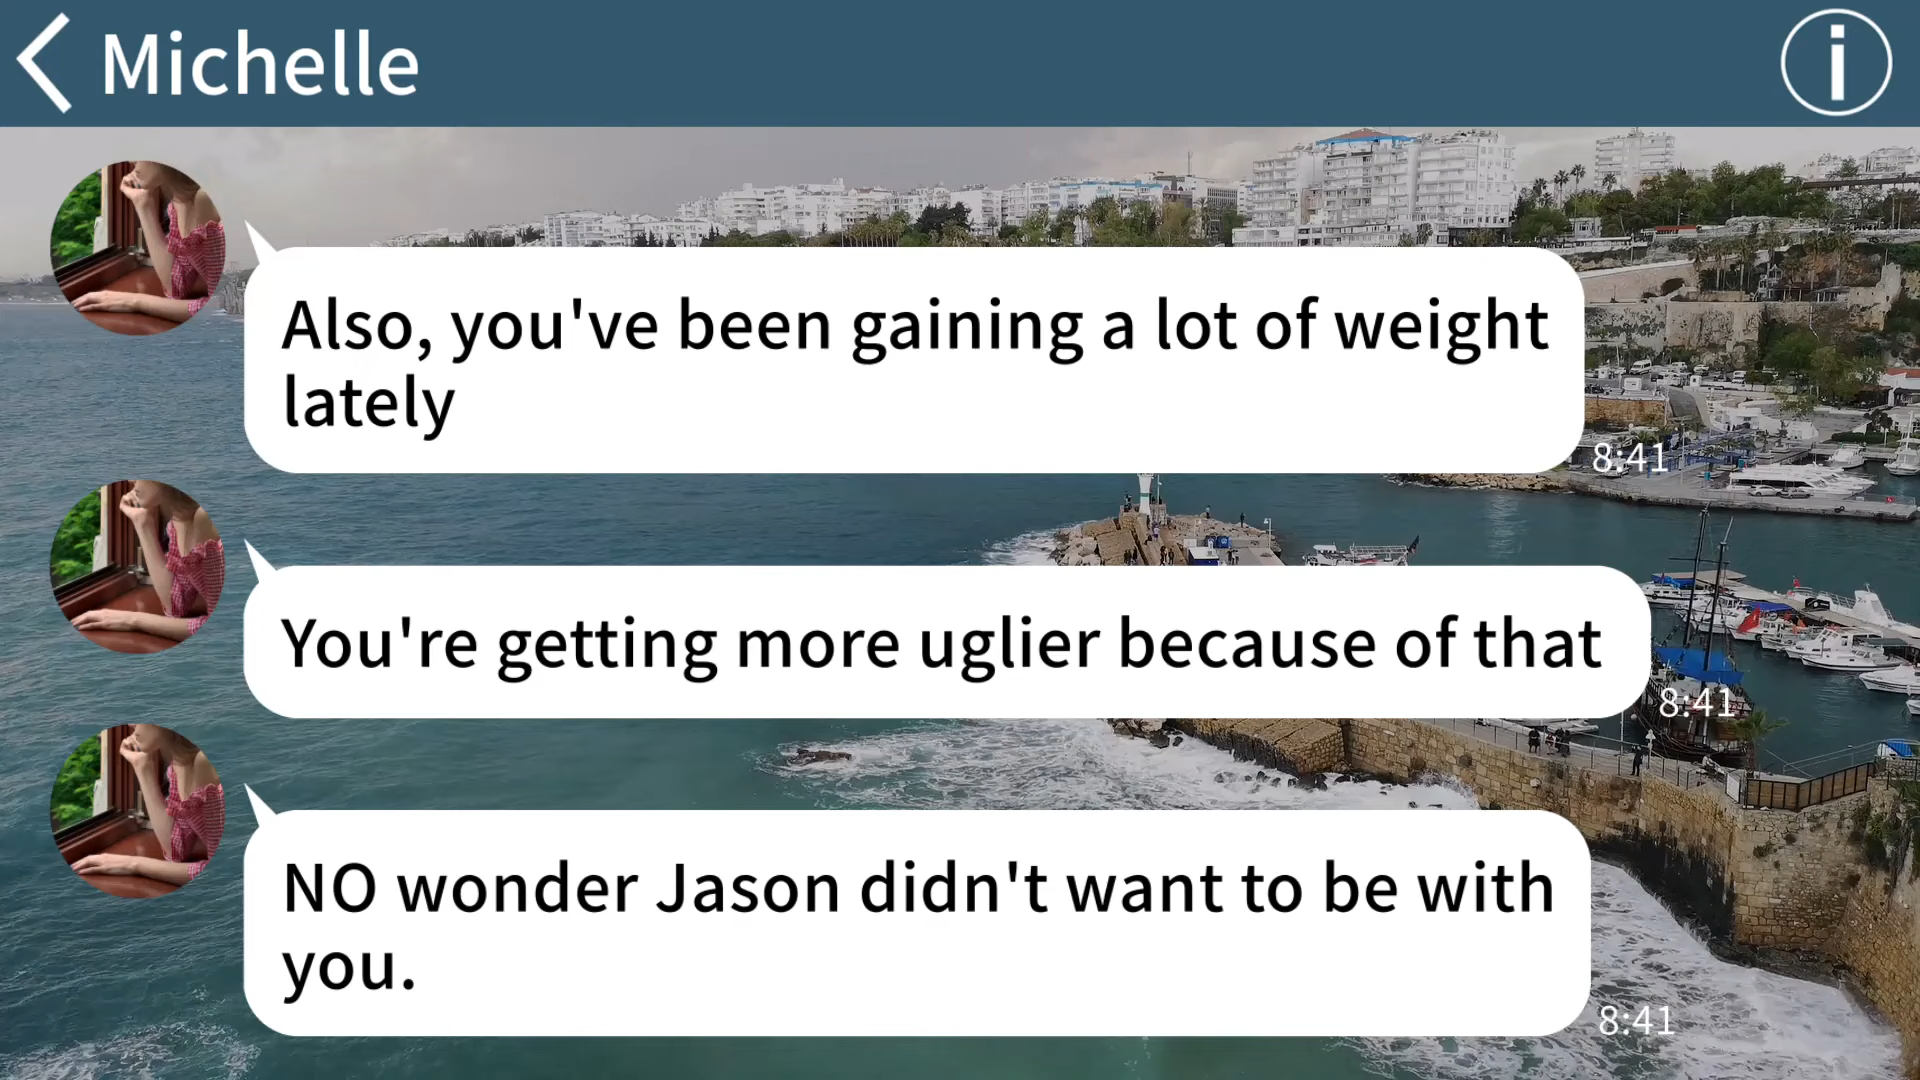 Michelle
Also, you've been gaining a lot of weight
lately
8:41
You're getting more uglier because of that
8:41
NO wonder Jason didn't want to be with
you.
8:41